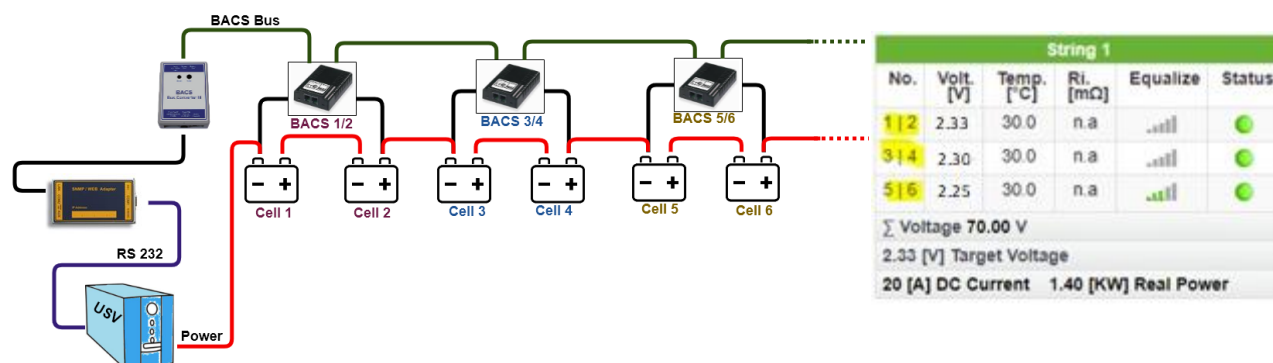 BACS Bus
BACS
Bus Converter III
BACS 1/2
BACS 3/4
BACS 5/6
Cell 1
Cell 2
Cell 3
Cell 4
Cell 5
Cell 6
SNMP / WEB Adapter
RS 232
USV
Power
String 1
No. Volt. [V] Temp. [°C] Ri. [mΩ] Equalize Status
1|2 2.33 30.0 n.a
3|4 2.30 30.0 n.a
5|6 2.25 30.0 n.a
∑ Voltage 70.00 V
2.33 [V] Target Voltage
20 [A] DC Current 1.40 [KW] Real Power